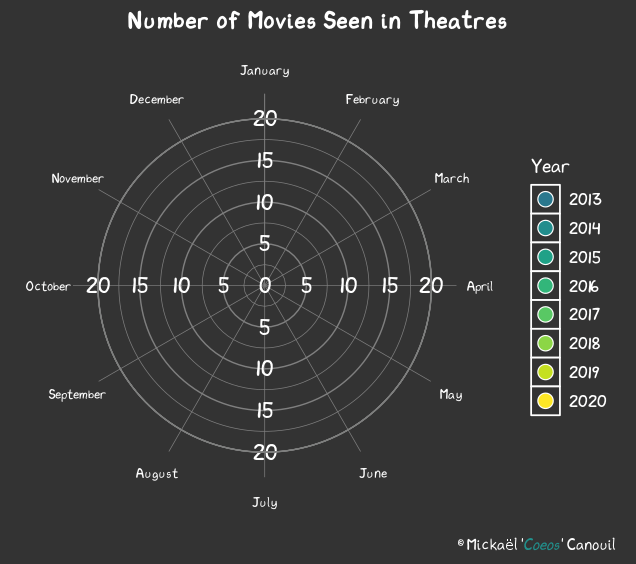 Number of Movies Seen in Theatres
January
December
February
20
November
15
March
10
5
October 20 15 10 5 0 5 10 15 20 April
5
10
September
15
May
20
August
June
July
Year
2013
2014
2015
2016
2017
2018
2019
2020
© Mickaël 'Coeos' Canouil